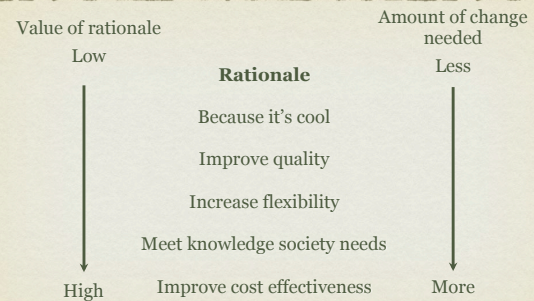 Value of rationale
Low
Amount of change
needed
Less
Rationale
Because it's cool
Improve quality
Increase flexibility
Meet knowledge society needs
High
Improve cost effectiveness
More